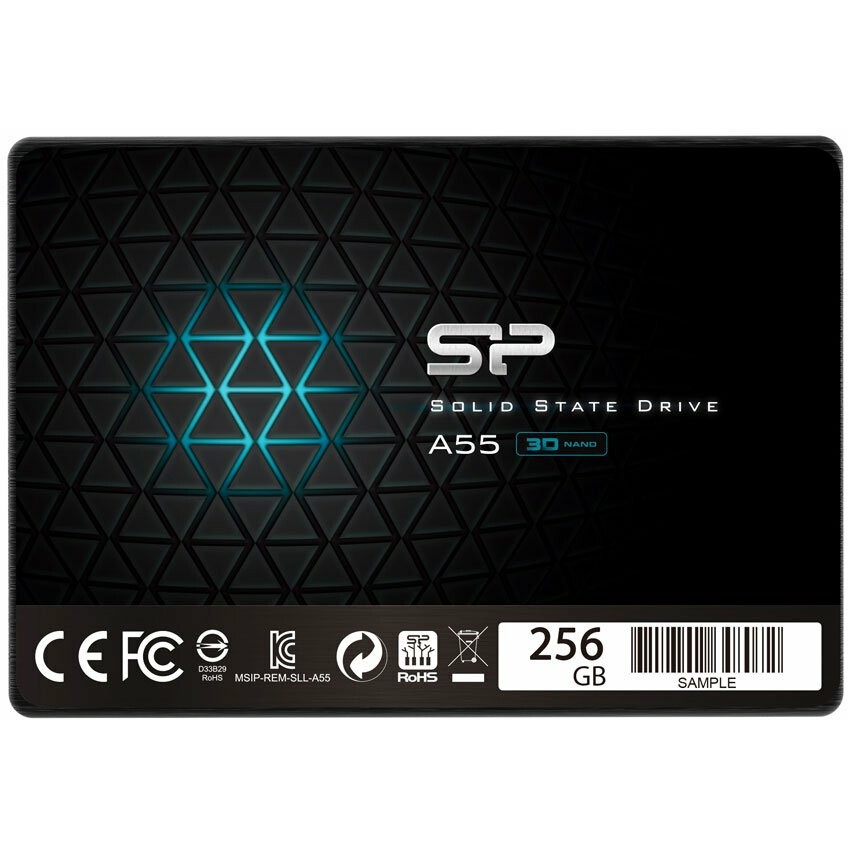 SP
SOLID STATE DRIVE
A55 3D NAND
CE FC D33B29 RoHS MSIP-REM-SLL-A55 SP RoHS 256 GB SAMPLE